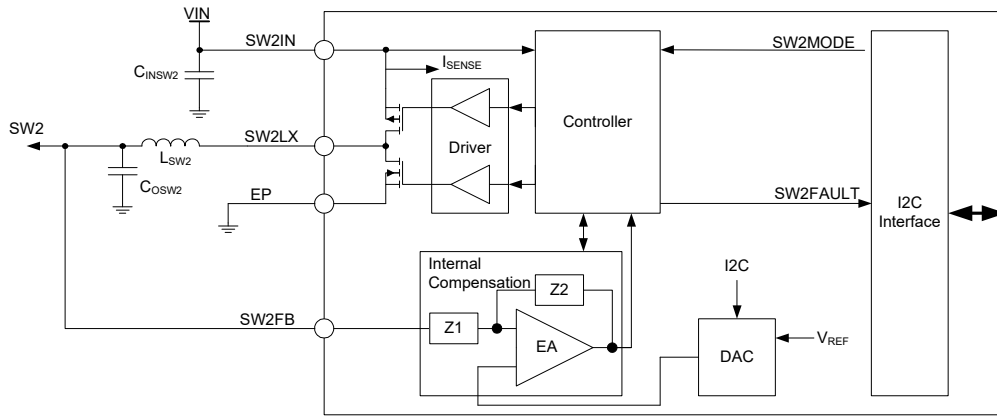 VIN
SW2IN
SW2MODE
CINSW2
ISENSE
SW2
SW2LX
Controller
Driver
LSW2
COSW2
EP
SW2FAULT
I2C
Interface
Internal
Compensation
I2C
Z2
SW2FB
Z1
EA
DAC
VREF